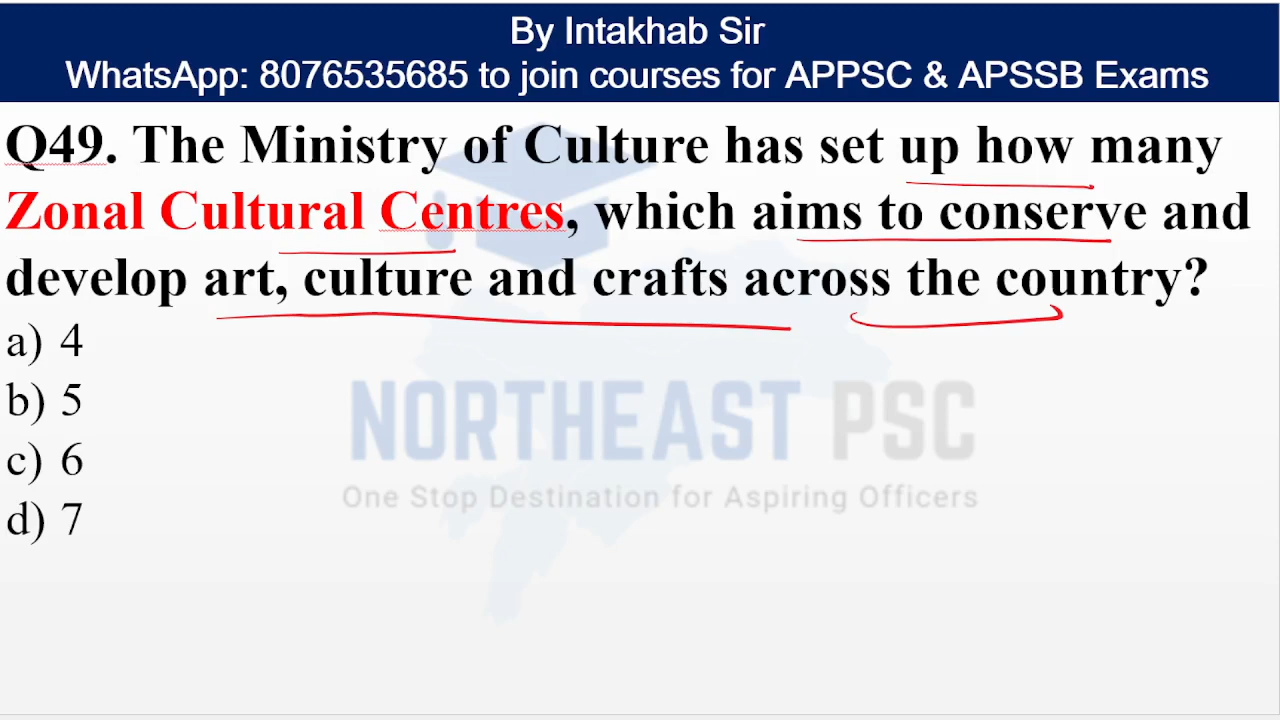 By Intakhab Sir
WhatsApp: 8076535685 to join courses for APPSC & APSSB Exams
Q49. The Ministry of Culture has set up how many
Zonal Cultural Centres, which aims to conserve and
develop art, culture and crafts across the country?
a) 4
b) 5
c) 6
d) 7
NORTHEAST PSC
One Stop Destination for Aspiring Officers